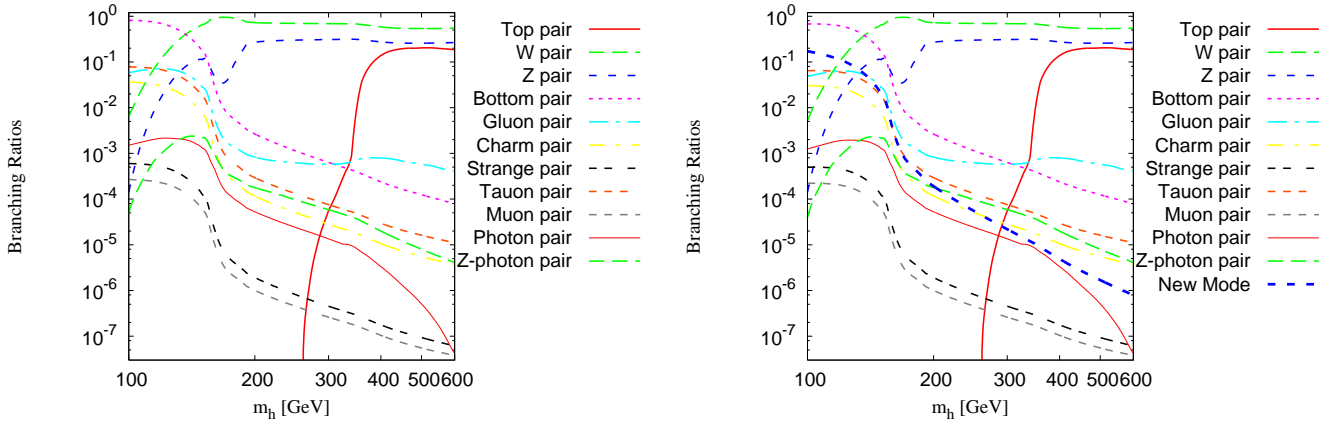 Branching Ratios
10^0
10^-1
10^-2
10^-3
10^-4
10^-5
10^-6
10^-7
100 200 300 400 500 600
m_h [GeV]
Top pair
W pair
Z pair
Bottom pair
Gluon pair
Charm pair
Strange pair
Tauon pair
Muon pair
Photon pair
Z-photon pair
Branching Ratios
10^0
10^-1
10^-2
10^-3
10^-4
10^-5
10^-6
10^-7
100 200 300 400 500 600
m_h [GeV]
Top pair
W pair
Z pair
Bottom pair
Gluon pair
Charm pair
Strange pair
Tauon pair
Muon pair
Photon pair
Z-photon pair
New Mode